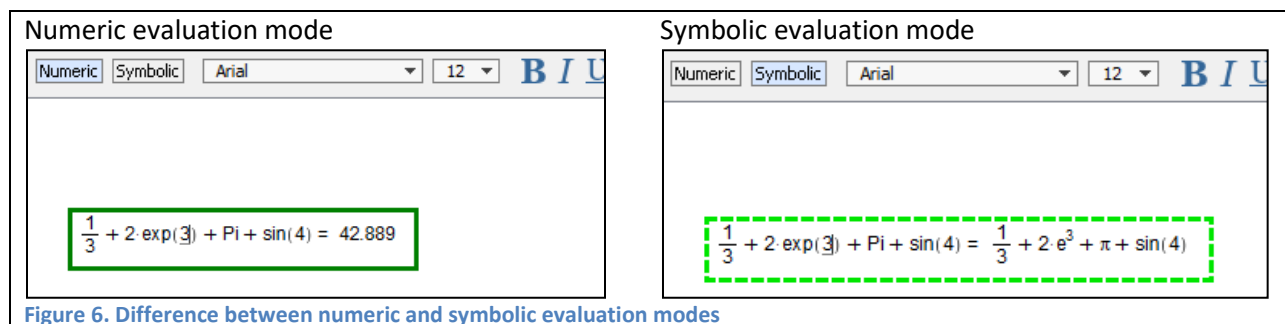 Numeric evaluation mode
Numeric Symbolic Arial 12 B I U
1/3 + 2·exp(3) + Pi + sin(4) = 42.889
Symbolic evaluation mode
Numeric Symbolic Arial 12 B I U
1/3 + 2·exp(3) + Pi + sin(4) = 1/3 + 2·e³ + π + sin(4)
Figure 6. Difference between numeric and symbolic evaluation modes